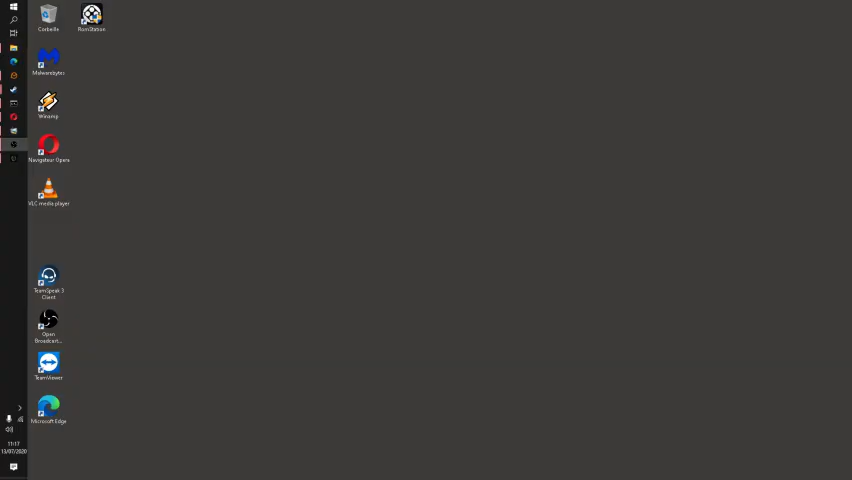 Corbeille
RomStation
Malwarebytes
Winamp
Navigateur Opera
VLC media player
TeamSpeak 3
Client
Open
Broadcast...
TeamViewer
Microsoft Edge
11:17
13/07/2020